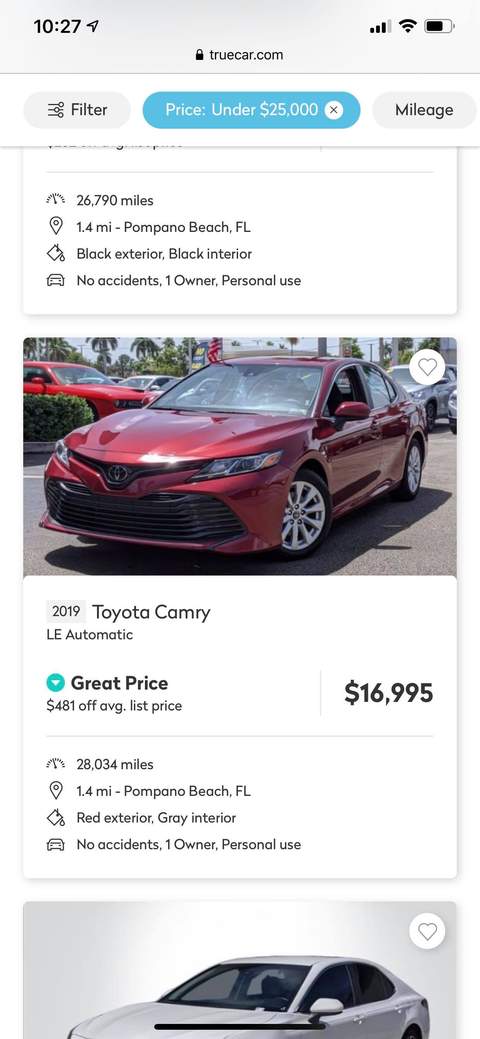 10:27
truecar.com
Filter
Price: Under $25,000
Mileage
26,790 miles
1.4 mi - Pompano Beach, FL
Black exterior, Black interior
No accidents, 1 Owner, Personal use
2019 Toyota Camry
LE Automatic
Great Price
$481 off avg. list price
$16,995
28,034 miles
1.4 mi - Pompano Beach, FL
Red exterior, Gray interior
No accidents, 1 Owner, Personal use